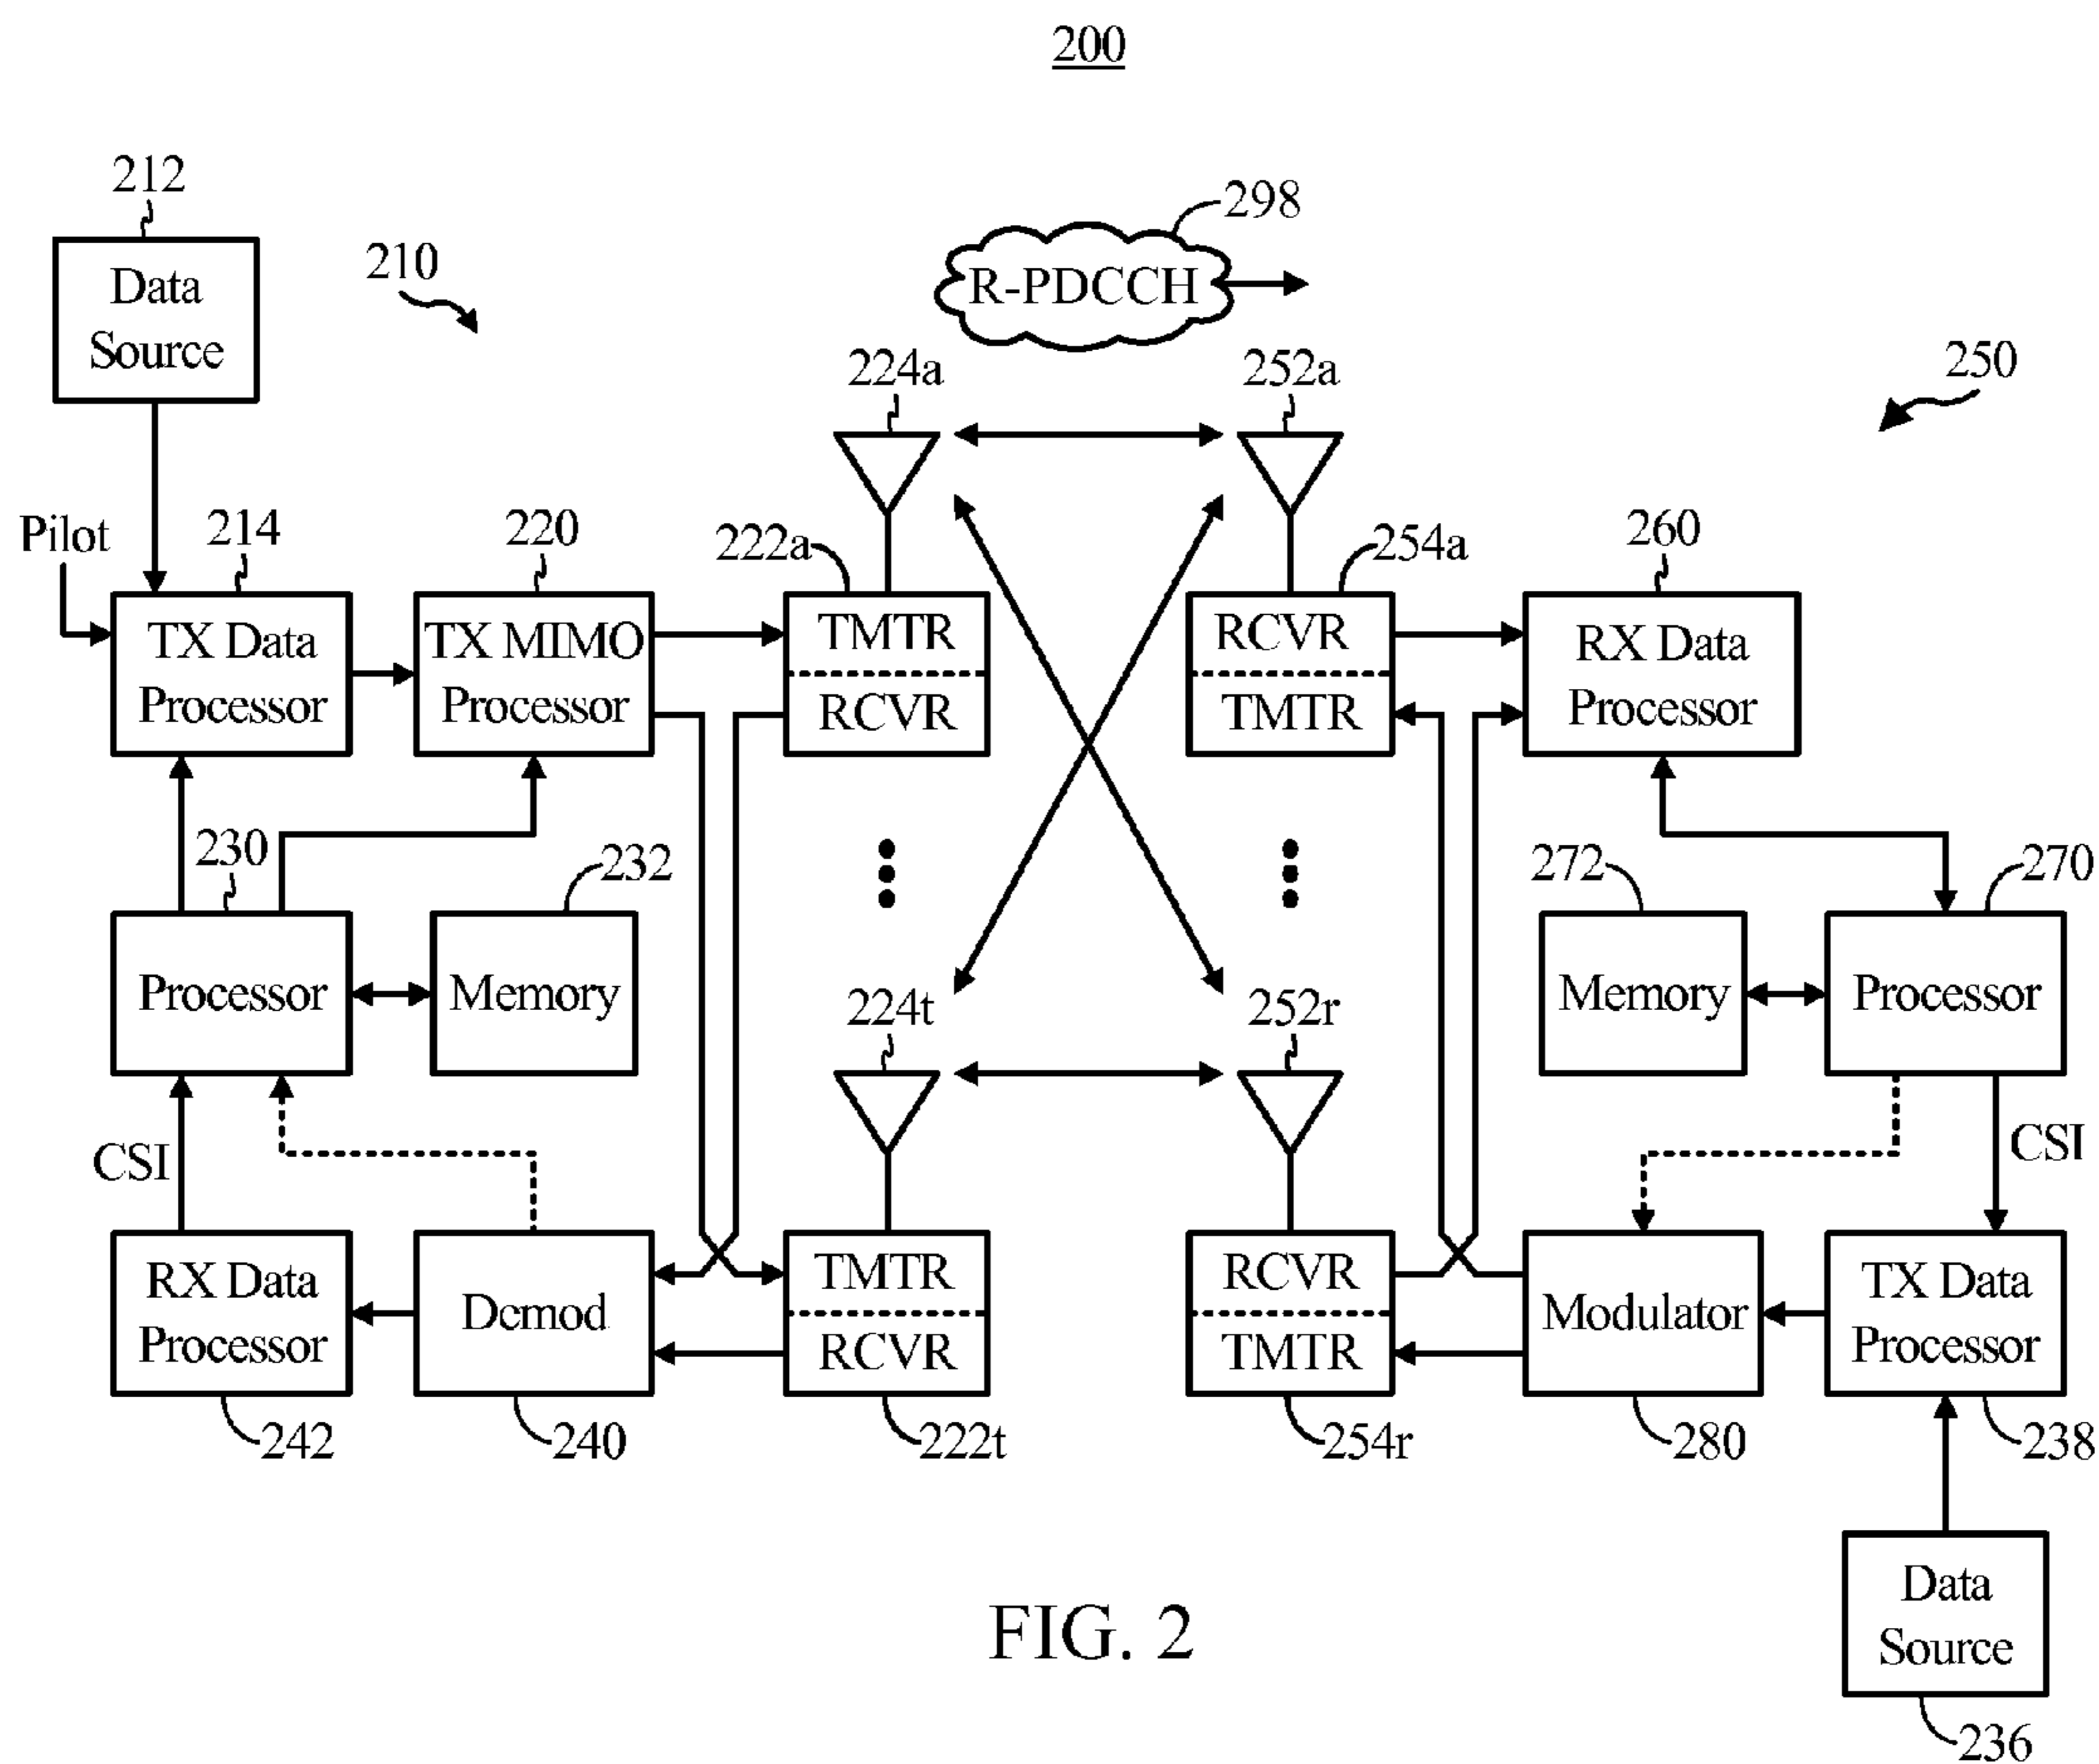 200
212
Data
Source
210
298
R-PDCCH
224a
252a
250
Pilot
214
220
222a
254a
260
TX Data
Processor
TX MIMO
Processor
TMTR
RCVR
RCVR
TMTR
RX Data
Processor
230
232
272
270
Processor
Memory
Memory
Processor
224t
252r
CSI
CSI
RX Data
Processor
Dcmod
TMTR
RCVR
RCVR
TMTR
Modulator
TX Data
Processor
242
240
222t
254r
280
238
Data
Source
236
FIG. 2